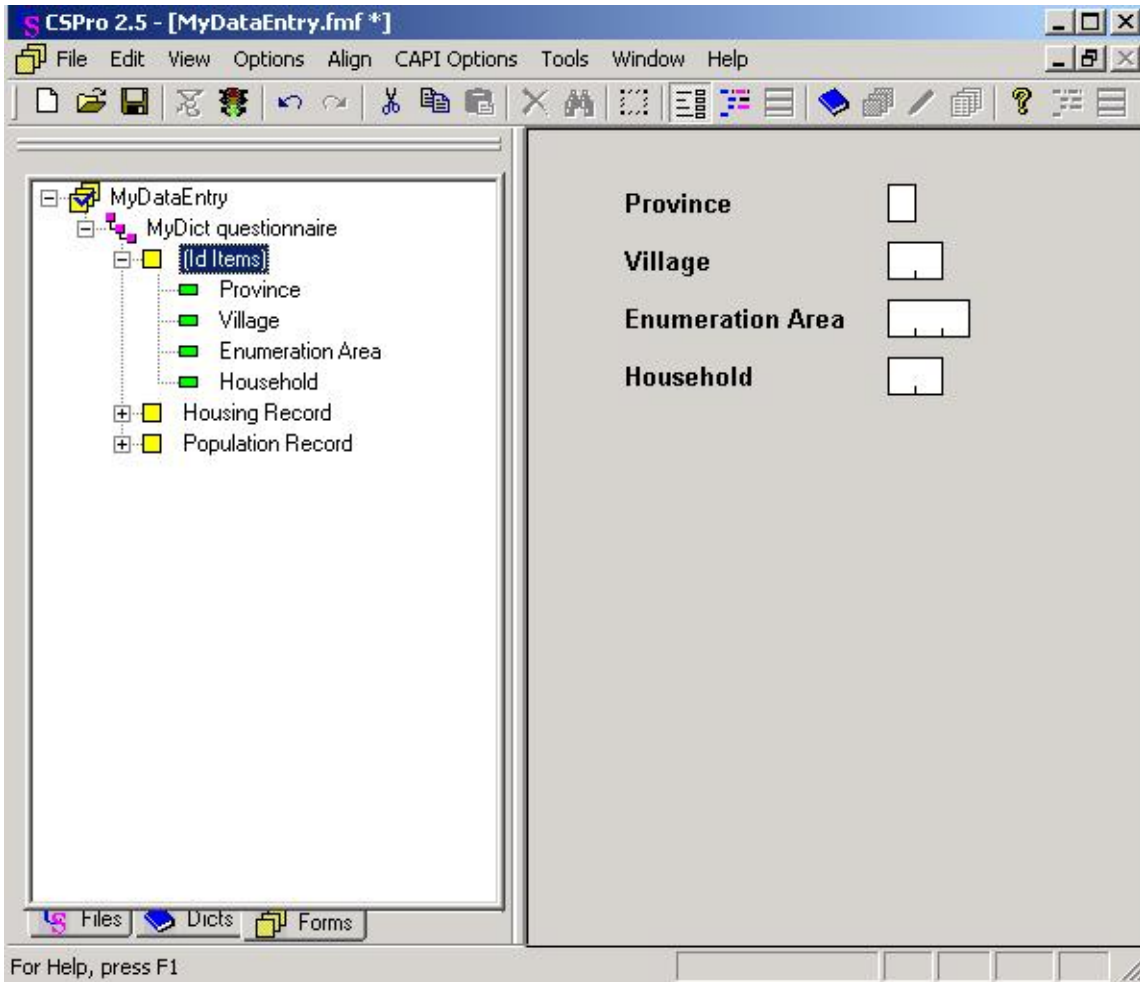 CSPro 2.5 - [MyDataEntry.fmf *]
File Edit View Options Align CAPI Options Tools Window Help
MyDataEntry
MyDict questionnaire
(Id Items)
Province
Village
Enumeration Area
Household
Housing Record
Population Record
Province
Village
Enumeration Area
Household
Files Dicts Forms
For Help, press F1